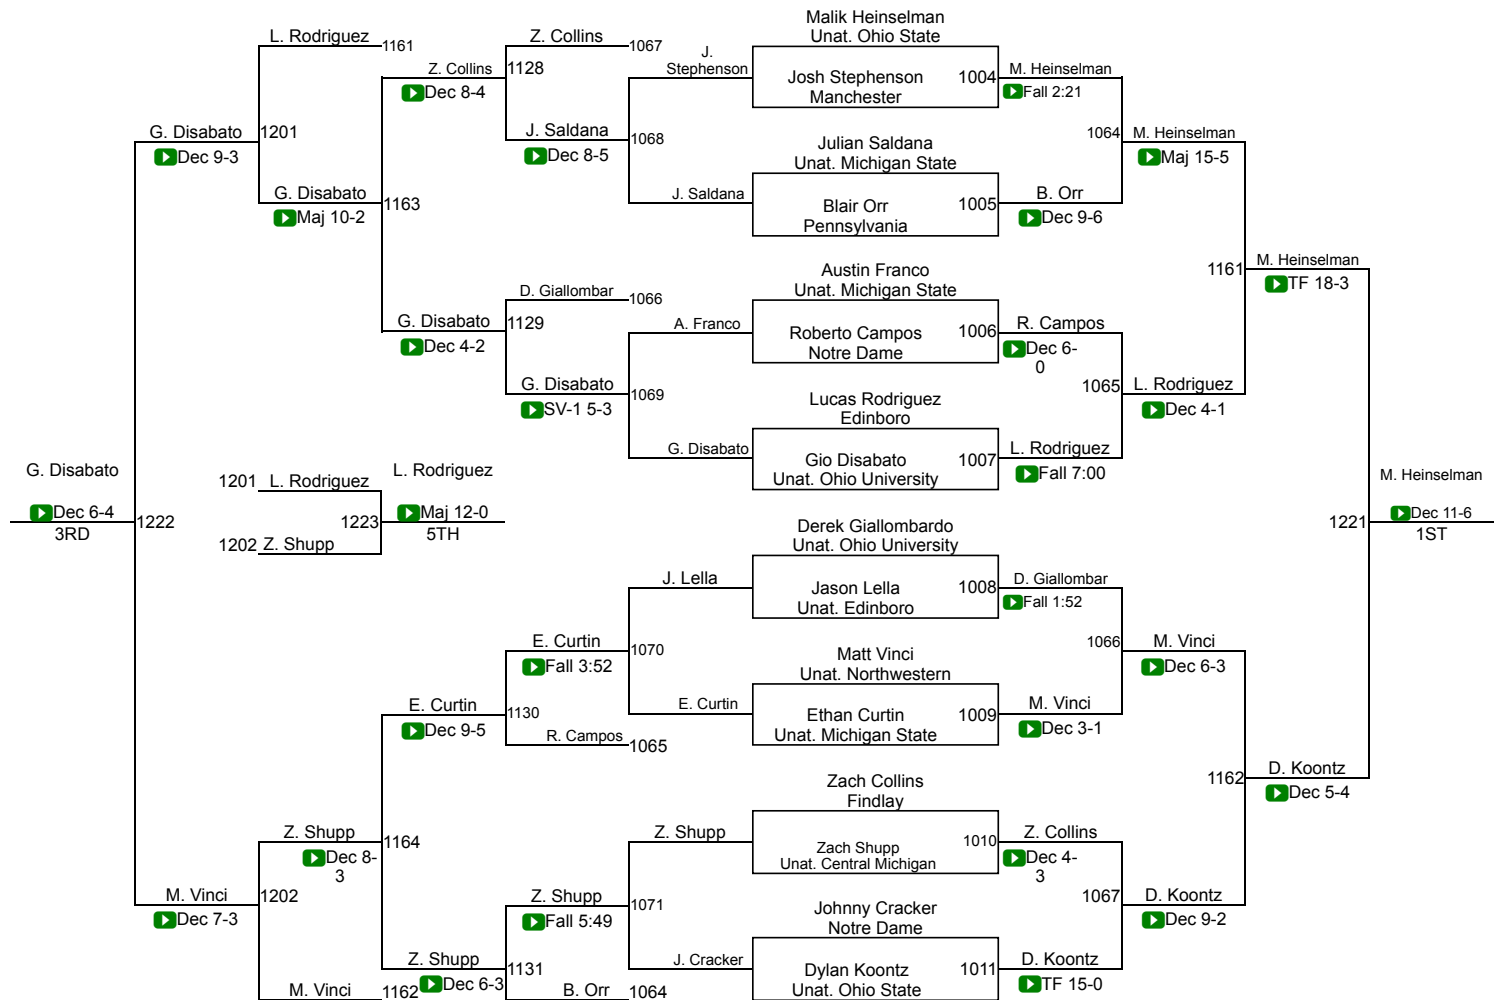 Malik Heinselman
Unat. Ohio State
L. Rodriguez
1161
Z. Collins
1067
J.
Stephenson
Z. Collins
1128
Dec 8-4
Josh Stephenson
Manchester
1004
M. Heinselman
Fall 2:21
G. Disabato
1201
Dec 9-3
J. Saldana
1068
Dec 8-5
Julian Saldana
Unat. Michigan State
1064
M. Heinselman
Maj 15-5
G. Disabato
1163
Maj 10-2
J. Saldana
Blair Orr
Pennsylvania
1005
B. Orr
Dec 9-6
Austin Franco
Unat. Michigan State
1161
M. Heinselman
TF 18-3
D. Giallombar
1066
G. Disabato
1129
Dec 4-2
A. Franco
Roberto Campos
Notre Dame
1006
R. Campos
Dec 6-
0
G. Disabato
1069
SV-1 5-3
Lucas Rodriguez
Edinboro
1065
L. Rodriguez
Dec 4-1
G. Disabato
Gio Disabato
Unat. Ohio University
1007
L. Rodriguez
Fall 7:00
G. Disabato
Dec 6-4
3RD
1222
1201
L. Rodriguez
1202
Z. Shupp
1223
L. Rodriguez
Maj 12-0
5TH
1221
M. Heinselman
Dec 11-6
1ST
Derek Giallombardo
Unat. Ohio University
J. Lella
Jason Lella
Unat. Edinboro
1008
D. Giallombar
Fall 1:52
E. Curtin
1070
Fall 3:52
Matt Vinci
Unat. Northwestern
1066
M. Vinci
Dec 6-3
E. Curtin
1130
Dec 9-5
E. Curtin
Ethan Curtin
Unat. Michigan State
1009
M. Vinci
Dec 3-1
R. Campos
1065
Zach Collins
Findlay
1162
D. Koontz
Dec 5-4
Z. Shupp
1164
Dec 8-
3
Z. Shupp
Zach Shupp
Unat. Central Michigan
1010
Z. Collins
Dec 4-
3
M. Vinci
1202
Dec 7-3
Z. Shupp
1071
Fall 5:49
Johnny Cracker
Notre Dame
1067
D. Koontz
Dec 9-2
Z. Shupp
1131
Dec 6-3
J. Cracker
Dylan Koontz
Unat. Ohio State
1011
D. Koontz
TF 15-0
M. Vinci
1162
B. Orr
1064